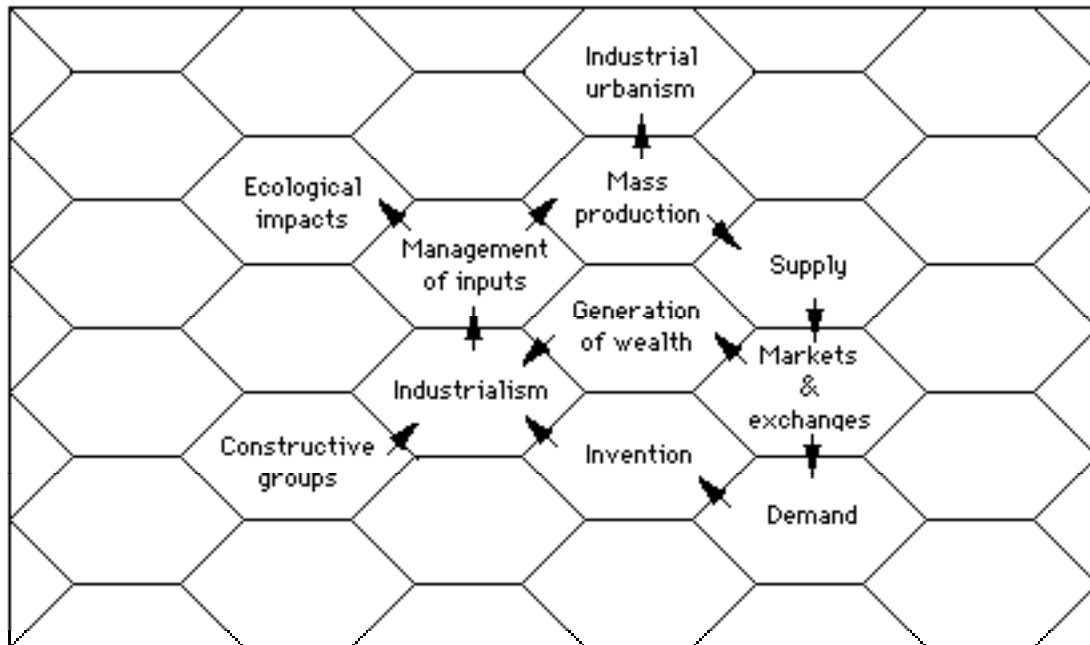 Industrial
urbanism
Ecological
impacts
Mass
production
Management
of inputs
Supply
Generation
of wealth
Markets
&
exchanges
Industrialism
Constructive
groups
Invention
Demand